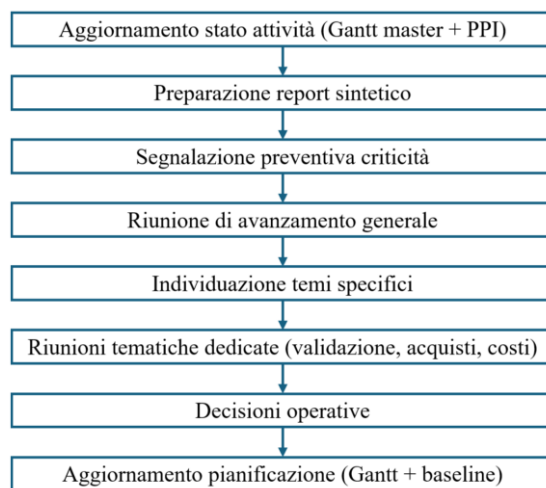 Aggiornamento stato attività (Gantt master + PPI)
Preparazione report sintetico
Segnalazione preventiva criticità
Riunione di avanzamento generale
Individuazione temi specifici
Riunioni tematiche dedicate (validazione, acquisti, costi)
Decisioni operative
Aggiornamento pianificazione (Gantt + baseline)